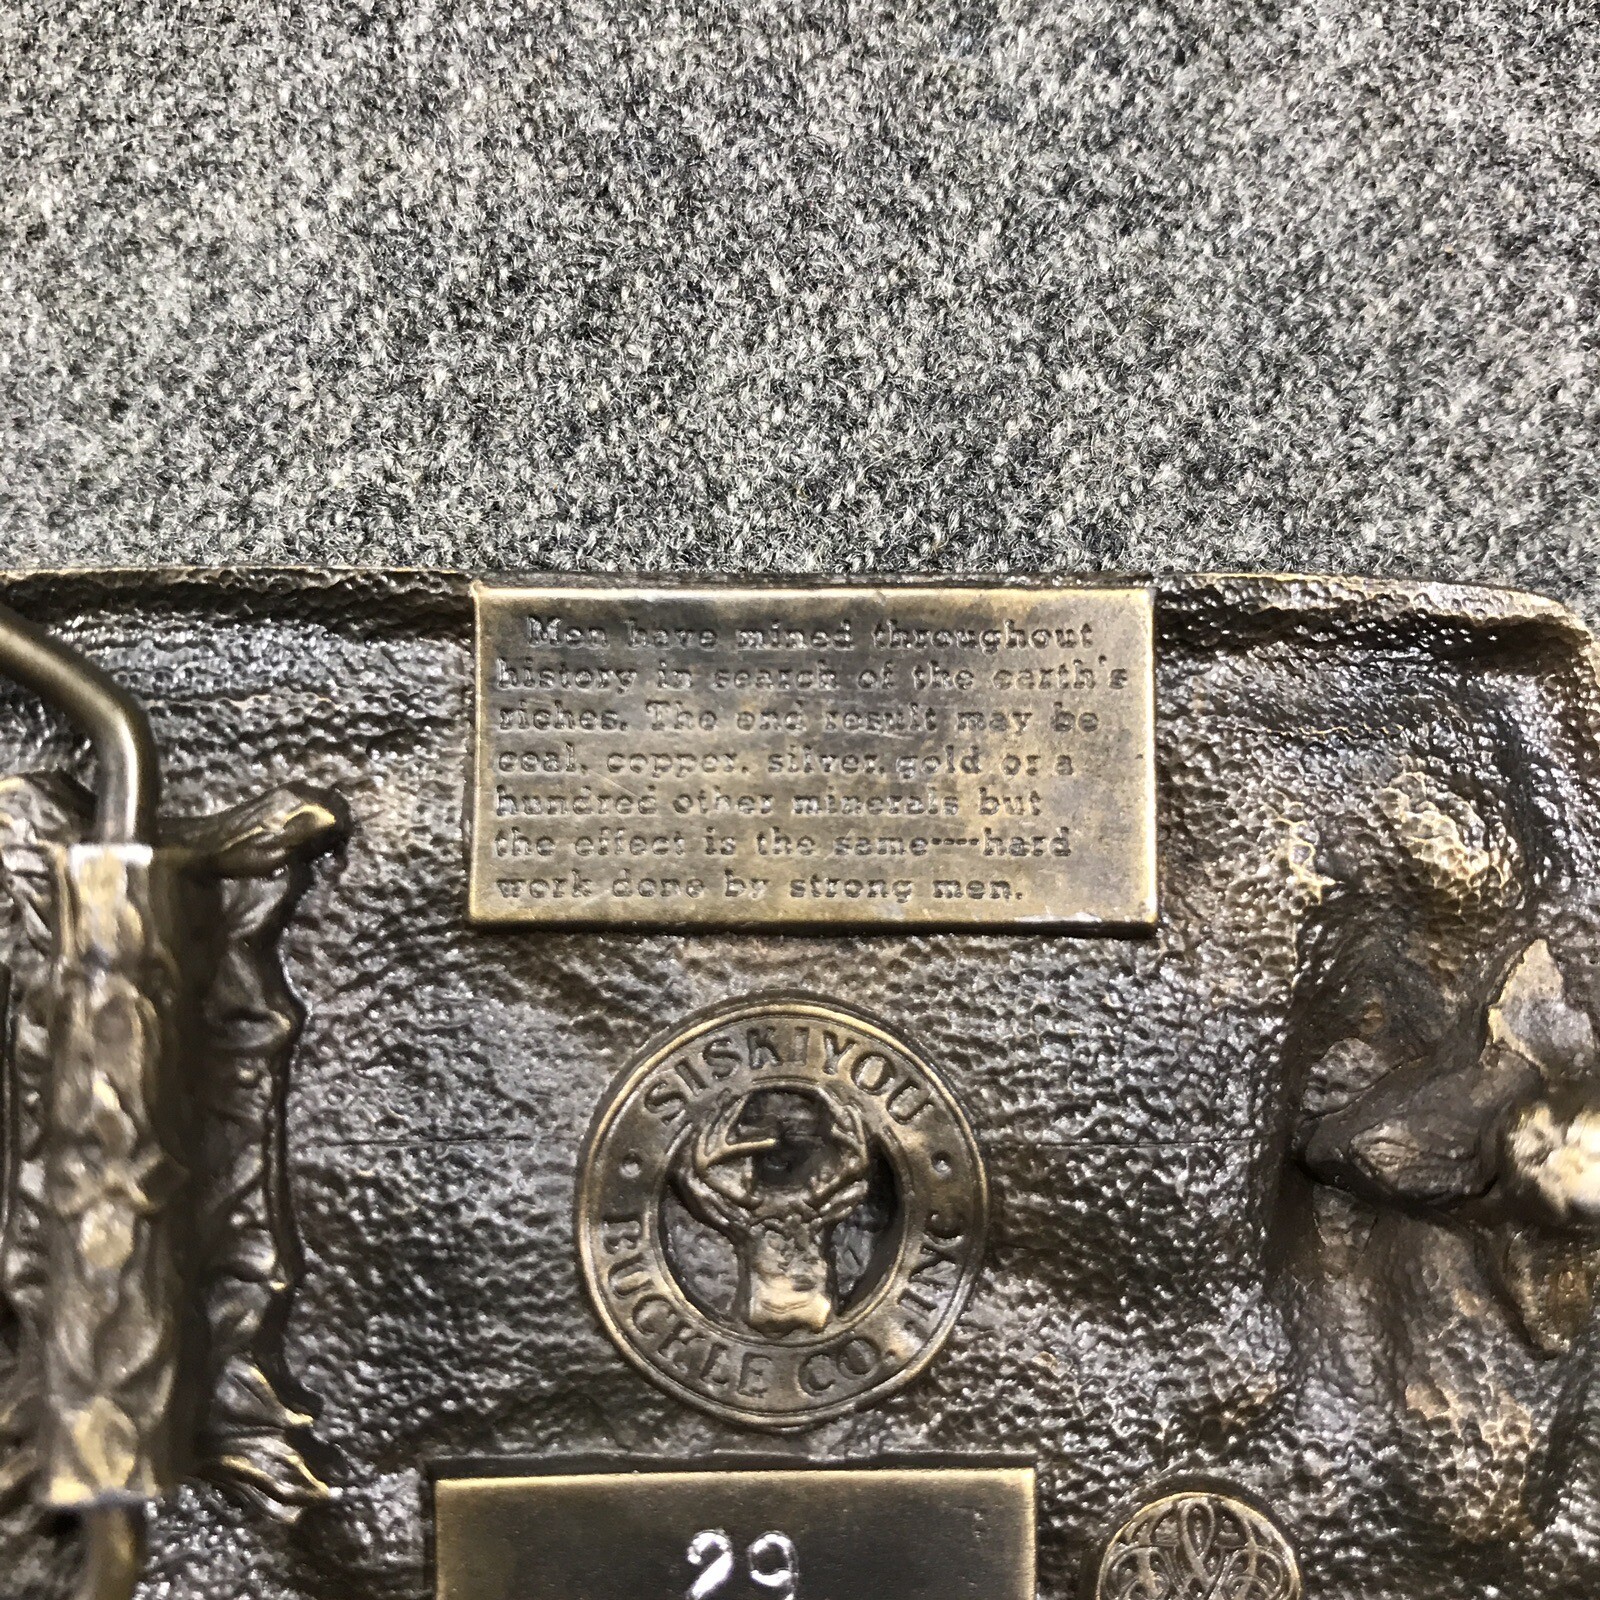 Men have mined throughout
history in search of the earth's
riches. The end result may be
coal, copper, silver, gold or a
hundred other minerals but
the effect is the same----hard
work done by strong men.
SISKIYOU
BUCKLE CO. INC.
29